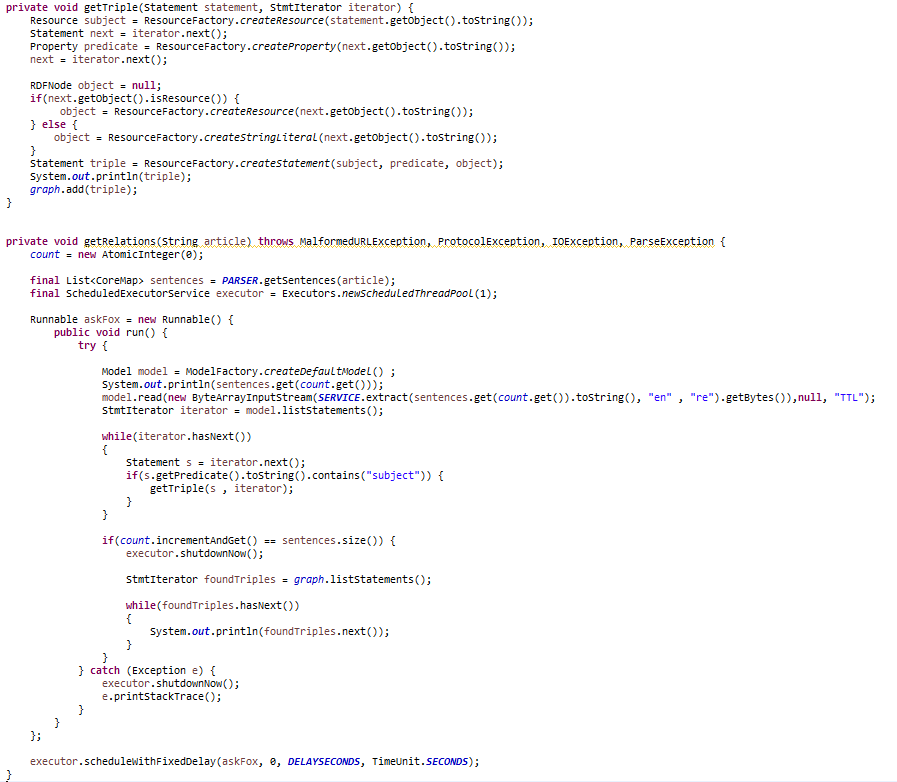 private void getTriple(Statement statement, StmtIterator iterator) {
    Resource subject = ResourceFactory.createResource(statement.getObject().toString());
    Statement next = iterator.next();
    Property predicate = ResourceFactory.createProperty(next.getObject().toString());
    next = iterator.next();

    RDFNode object = null;
    if(next.getObject().isResource()) {
         object = ResourceFactory.createResource(next.getObject().toString());
    } else {
        object = ResourceFactory.createStringLiteral(next.getObject().toString());
    }
    Statement triple = ResourceFactory.createStatement(subject, predicate, object);
    System.out.println(triple);
    graph.add(triple);
}

private void getRelations(String article) throws MalformedURLException, ProtocolException, IOException, ParseException {
    count = new AtomicInteger(0);

    final List<CoreMap> sentences = PARSER.getSentences(article);
    final ScheduledExecutorService executor = Executors.newScheduledThreadPool(1);

    Runnable askFox = new Runnable() {
        public void run() {
            try {

                Model model = ModelFactory.createDefaultModel() ;
                System.out.println(sentences.get(count.get()));
                model.read(new ByteArrayInputStream(SERVICE.extract(sentences.get(count.get()).toString(), "en" , "re").getBytes()),null, "TTL");
                StmtIterator iterator = model.listStatements();

                while(iterator.hasNext())
                {
                    Statement s = iterator.next();
                    if(s.getPredicate().toString().contains("subject")) {
                        getTriple(s , iterator);
                    }
                }

                if(count.incrementAndGet() == sentences.size()) {
                    executor.shutdownNow();

                    StmtIterator foundTriples = graph.listStatements();

                    while(foundTriples.hasNext())
                    {
                        System.out.println(foundTriples.next());
                    }
                }
            } catch (Exception e) {
                executor.shutdownNow();
                e.printStackTrace();
            }
        }
    };

    executor.scheduleWithFixedDelay(askFox, 0, DELAYSECONDS, TimeUnit.SECONDS);
}